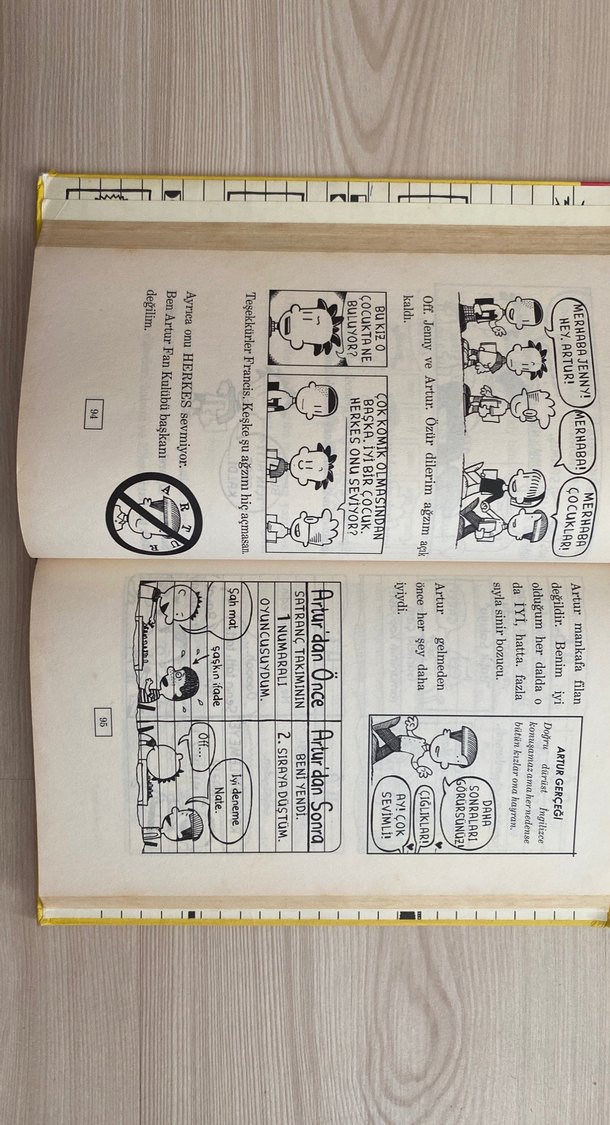 MERHABA JENNY!
HEY, ARTUR!
MERHABA!
MERHABA
ÇOCUKLAR!
Off. Jenny ve Artur. Özür dilerim ağzım açık
kaldı.
BU KIZ O
ÇOCUKTA NE
BULUYOR?
ÇOK KOMİK OLMASINDAN
BAŞKA, İYİ BİR ÇOCUK.
HERKES ONU SEVİYOR?
Teşekkürler Francis. Keşke şu ağzını hiç açmasan.
Ayrıca onu HERKES sevmiyor.
Ben Artur Fan Kulübü başkanı
değilim.
ARTUR
94
Artur mankafa filan
değildir. Benim iyi
olduğum her dalda o
da İYİ, hatta. fazla
sıyla sinir bozucu.
ARTUR GERÇEĞİ
Doğru dürüst İngilizce
konuşamaz ama her nedense
bütün kızlar ona hayran.
DAHA
SONRALARI
GÖRÜRSÜNÜZ!
ÇIĞLIKLAR!
AY! ÇOK
SEVİMLİ!
Artur gelmeden
önce her şey daha
iyiydi.
Artur'dan Önce
SATRANÇ TAKIMININ
1 NUMARALI
OYUNCUSUYDUM.
Şah mat
şaşkın ifade
Artur'dan Sonra
BENİ YENDİ.
2. SIRAYA DÜŞTÜM.
Off...
İyi deneme
Nate.
95